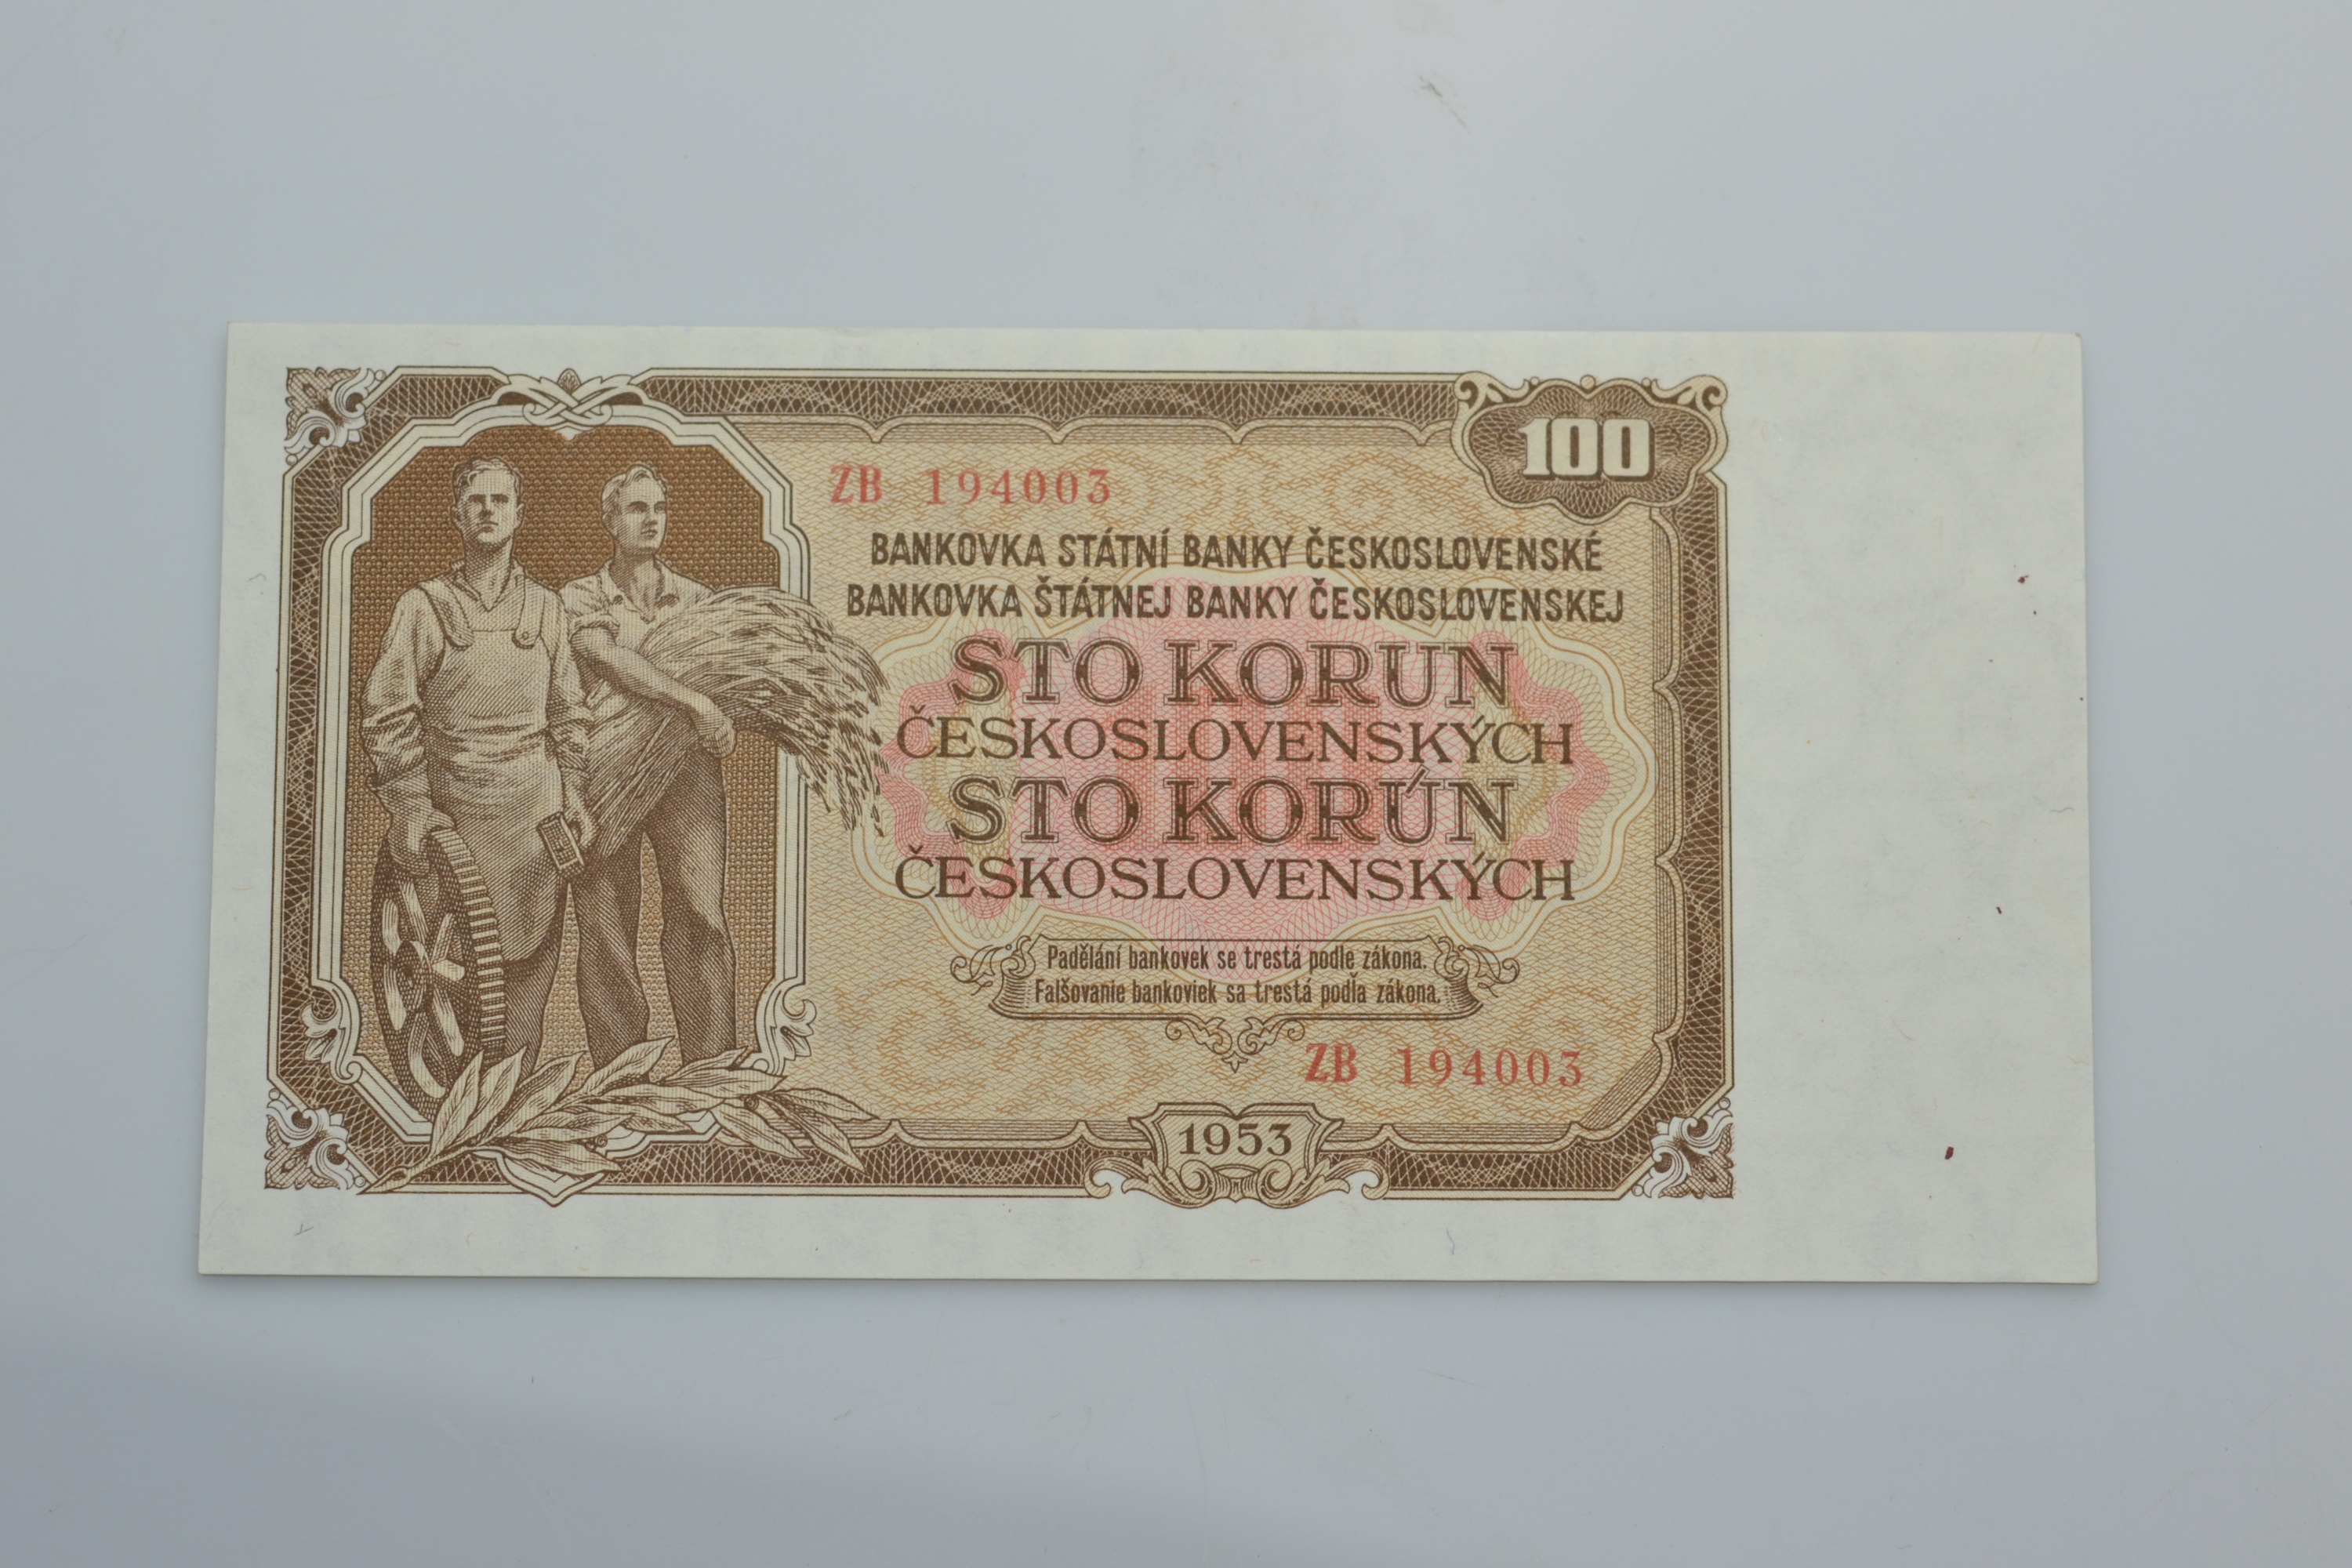 100
ZB 194003
BANKOVKA STÁTNÍ BANKY ČESKOSLOVENSKÉ
BANKOVKA ŠTÁTNEJ BANKY ČESKOSLOVENSKEJ
STO KORUN
ČESKOSLOVENSKÝCH
STO KORÚN
ČESKOSLOVENSKÝCH
Padělání bankovek se trestá podle zákona.
Falšovanie bankoviek sa trestá podľa zákona.
ZB 194003
1953